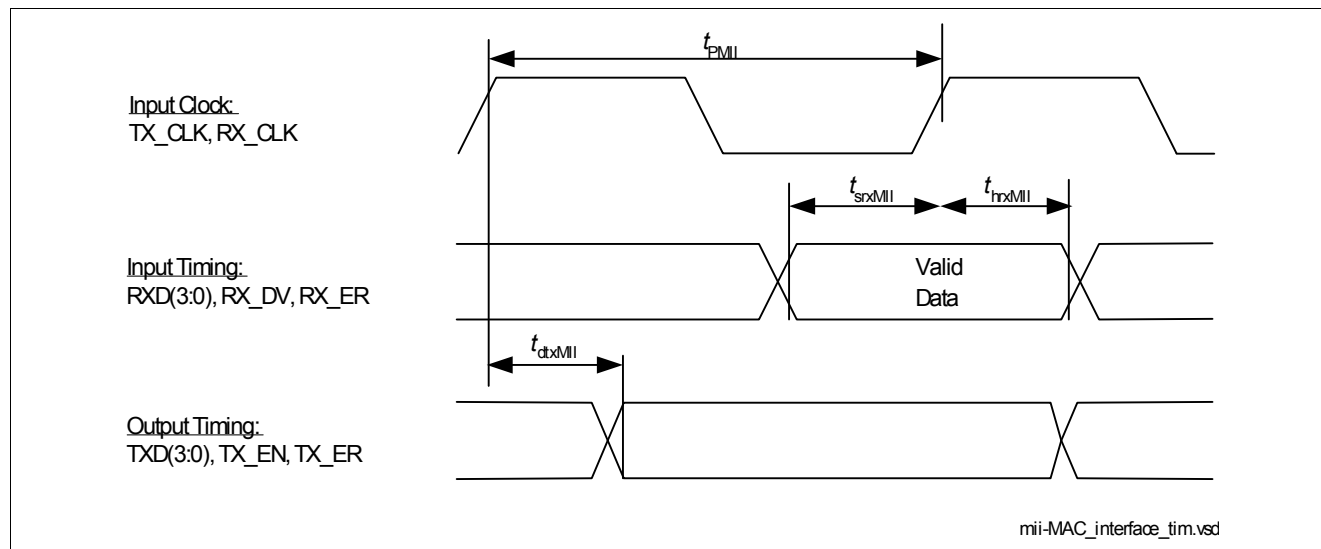 tPMII
Input Clock:
TX_CLK, RX_CLK
tsrxMII
thrxMII
Input Timing:
RXD(3:0), RX_DV, RX_ER
Valid
Data
tdtxMII
Output Timing:
TXD(3:0), TX_EN, TX_ER
mii-MAC_interface_tim.vsd